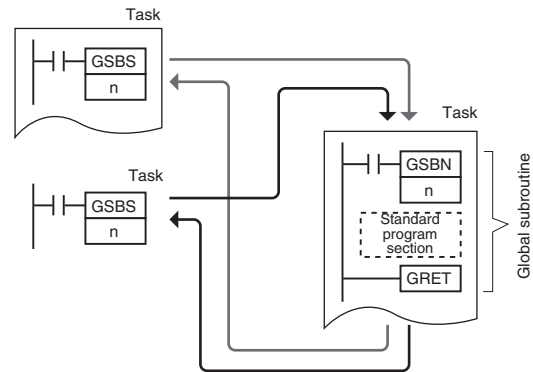 Task
GSBS
n
Task
GSBS
n
Task
GSBN
n
Standard
program
section
GRET
Global subroutine